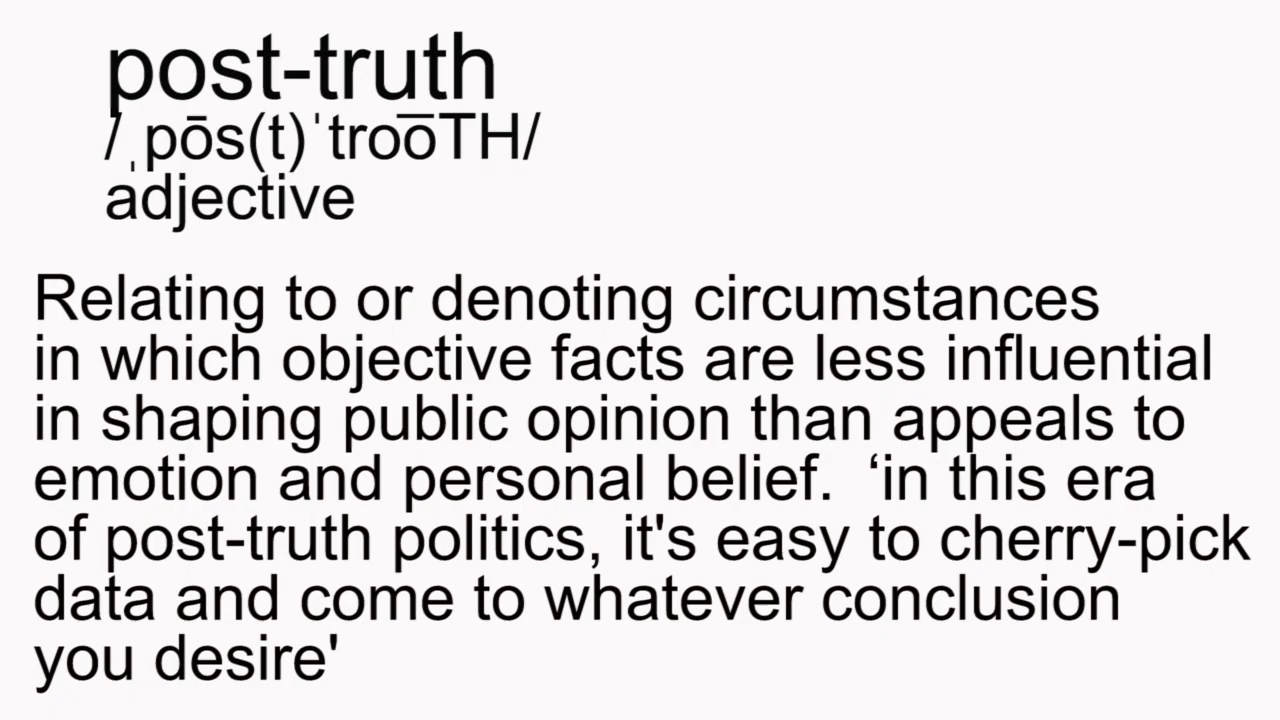 post-truth
/ˌpōs(t)ˈtro͞oTH/
adjective
Relating to or denoting circumstances
in which objective facts are less influential
in shaping public opinion than appeals to
emotion and personal belief.  ‘in this era
of post-truth politics, it's easy to cherry-pick
data and come to whatever conclusion
you desire'